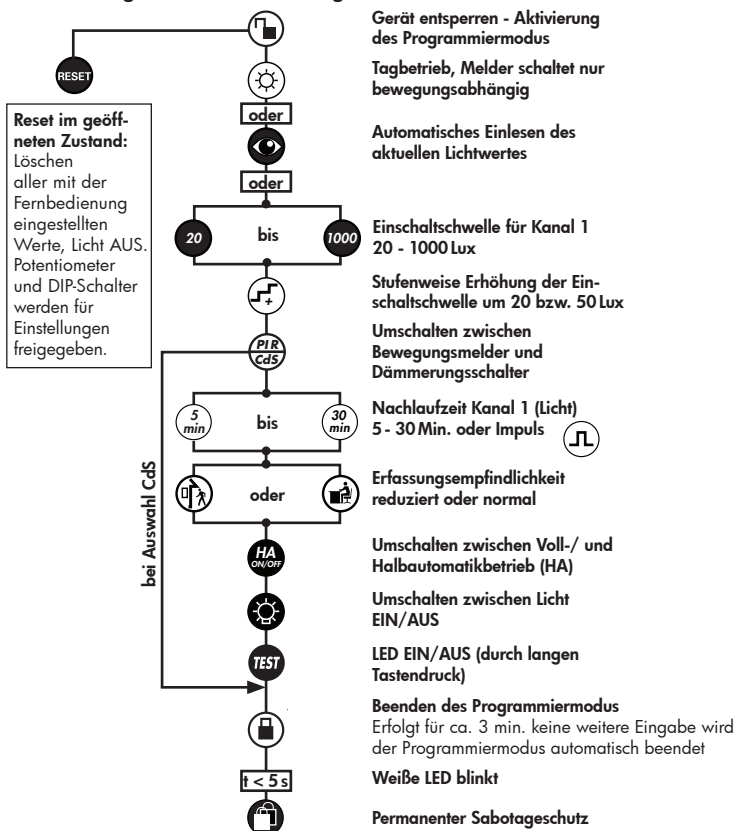 Gerät entsperren - Aktivierung
des Programmiermodus
RESET
Tagbetrieb, Melder schaltet nur
bewegungsabhängig
oder
Reset im geöff-
neten Zustand:
Löschen
aller mit der
Fernbedienung
eingestellten
Werte, Licht AUS.
Potentiometer
und DIP-Schalter
werden für
Einstellungen
freigegeben.
Automatisches Einlesen des
aktuellen Lichtwertes
oder
20
bis
1000
Einschaltschwelle für Kanal 1
20 - 1000 Lux
+
Stufenweise Erhöhung der Ein-
schaltschwelle um 20 bzw. 50 Lux
PIR
CdS
Umschalten zwischen
Bewegungsmelder und
Dämmerungsschalter
5
min
bis
30
min
Nachlaufzeit Kanal 1 (Licht)
5 - 30 Min. oder Impuls
bei Auswahl CdS
oder
Erfassungsempfindlichkeit
reduziert oder normal
HA
ON/OFF
Umschalten zwischen Voll-/ und
Halbautomatikbetrieb (HA)
Umschalten zwischen Licht
EIN/AUS
TEST
LED EIN/AUS (durch langen
Tastendruck)
Beenden des Programmiermodus
Erfolgt für ca. 3 min. keine weitere Eingabe wird
der Programmiermodus automatisch beendet
t < 5 s
Weiße LED blinkt
Permanenter Sabotageschutz